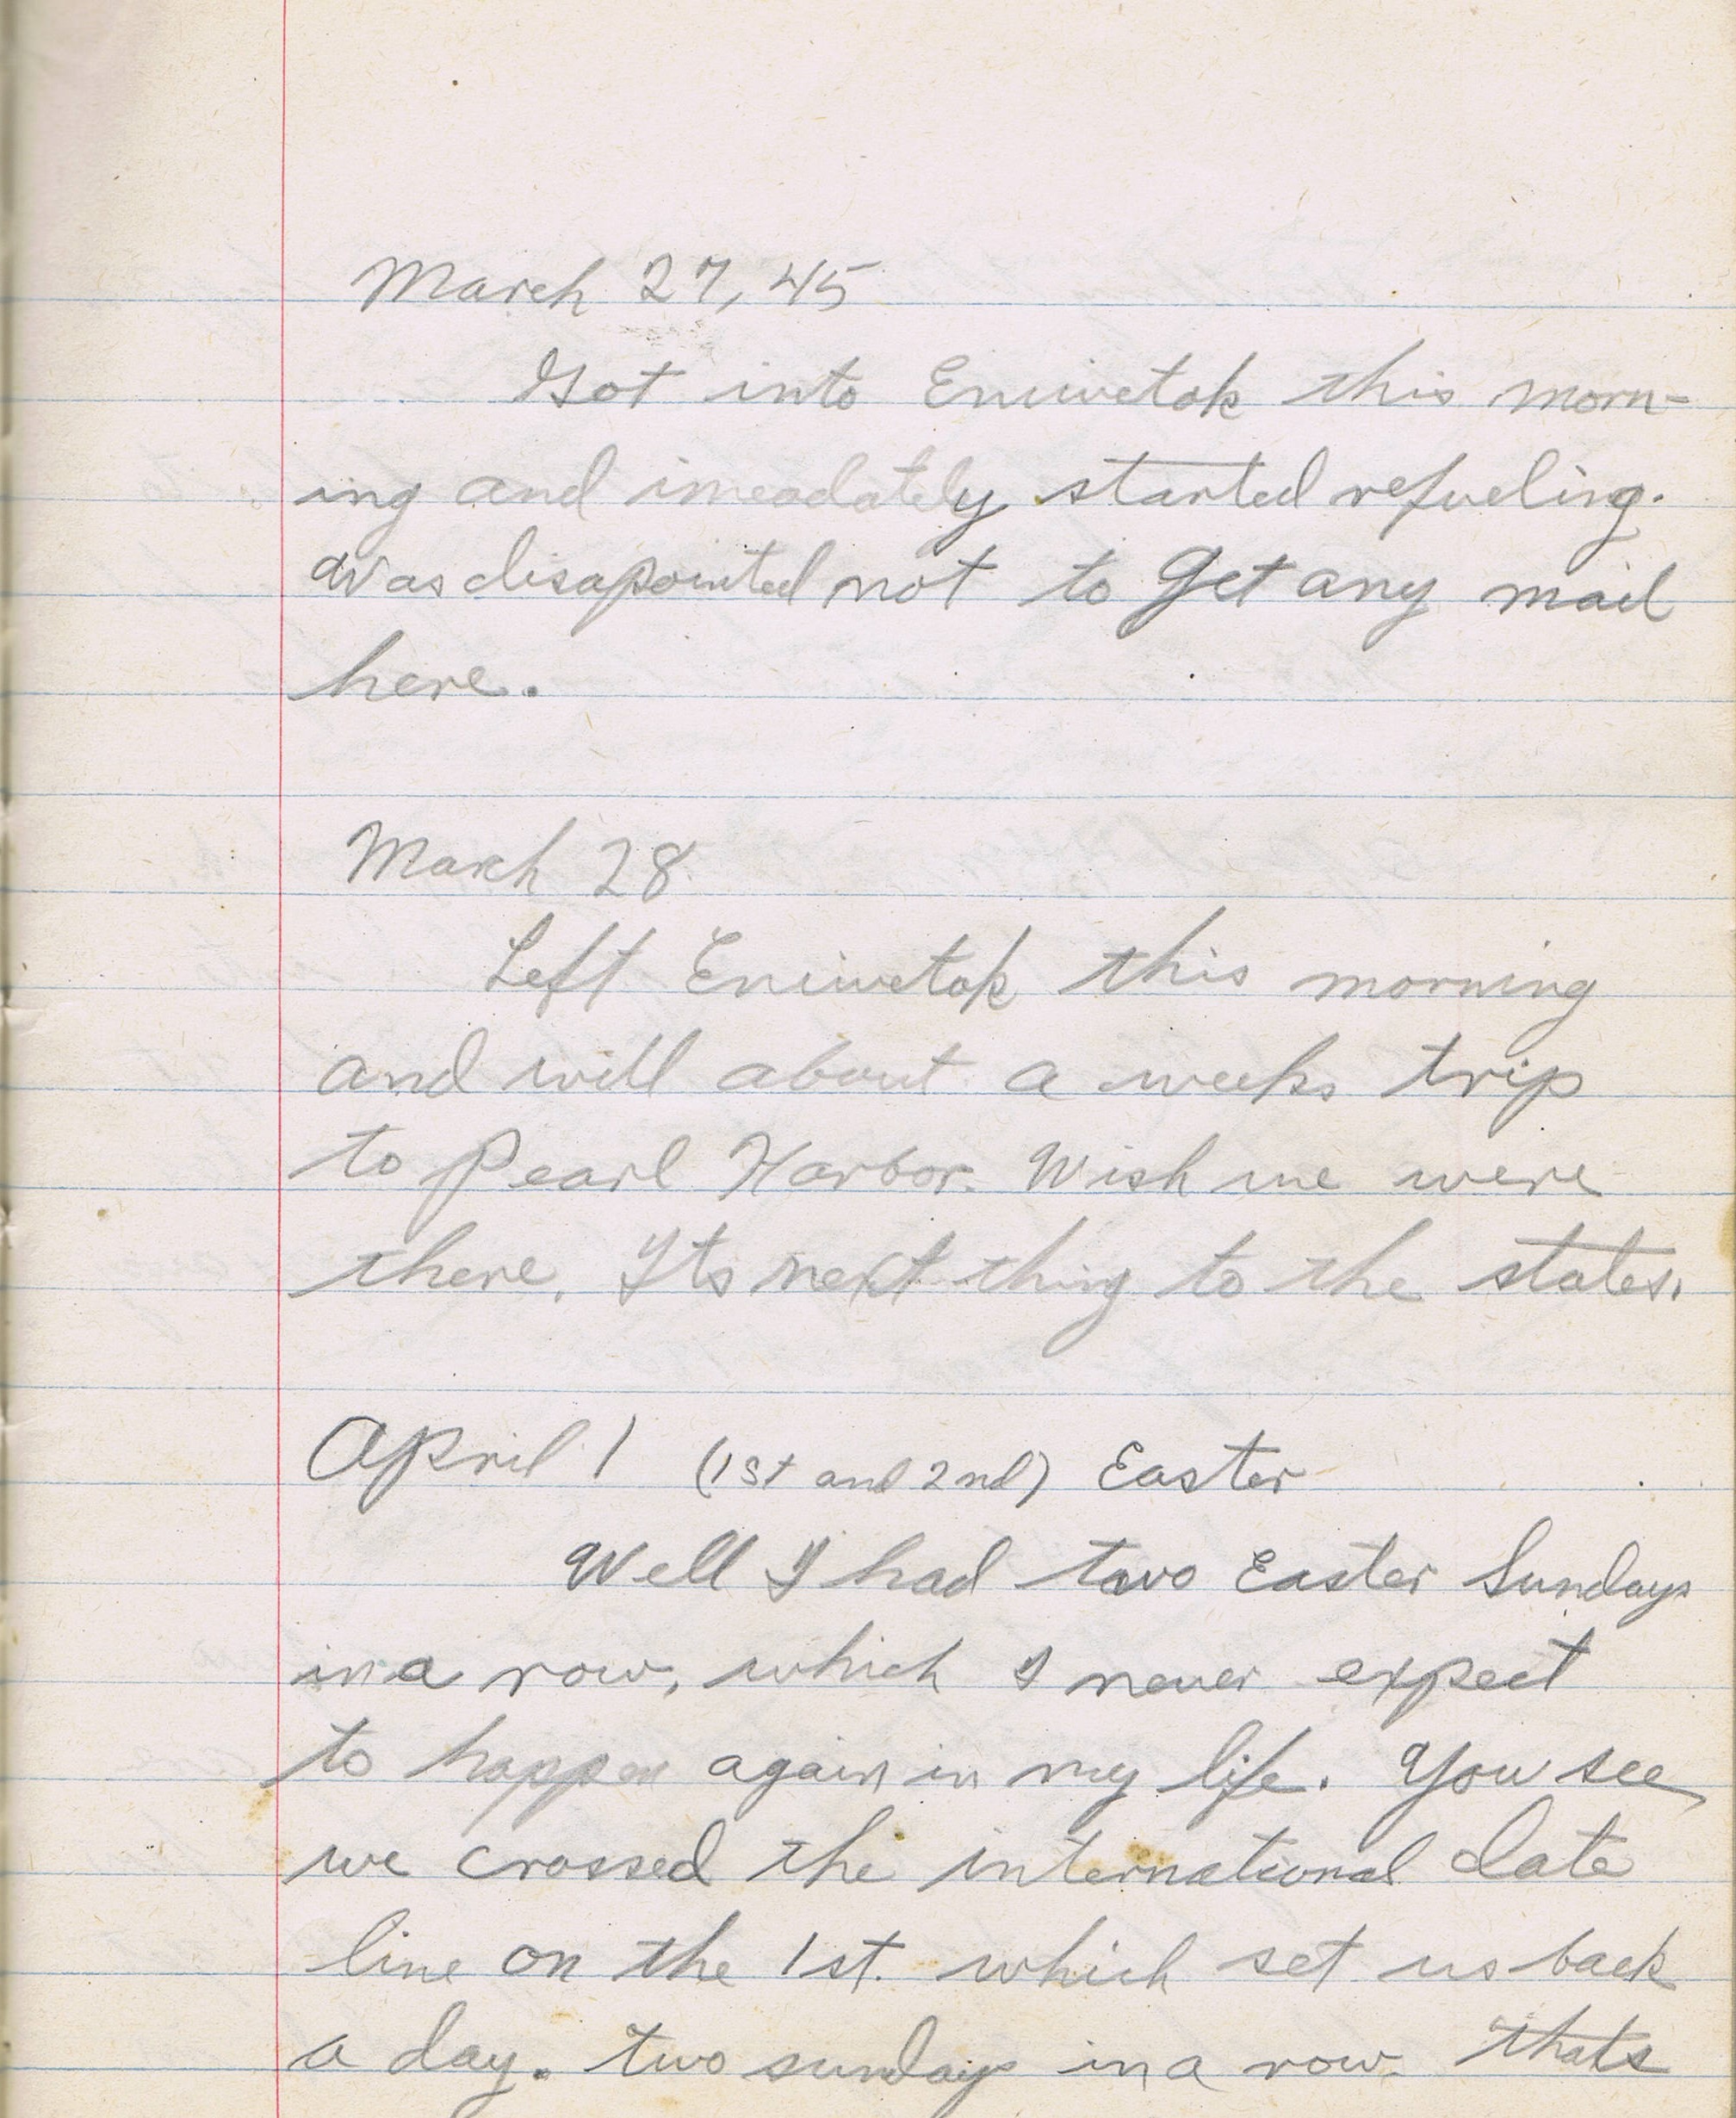 March 27, 45
Got into Eniwetok this morn-
ing and imeadately started refueling.
Was disapointed not to get any mail
here.
March 28
Left Eniwetok this morning
and will about a weeks trip
to Pearl Harbor. Wish we were
there. Its next thing to the states.
April 1 (1st and 2nd) Easter
Well I had two Easter Sundays
in a row, which I never expect
to happen again in my life. You see
we crossed the international date
line on the 1st. which set us back
a day. two sundays in a row. thats